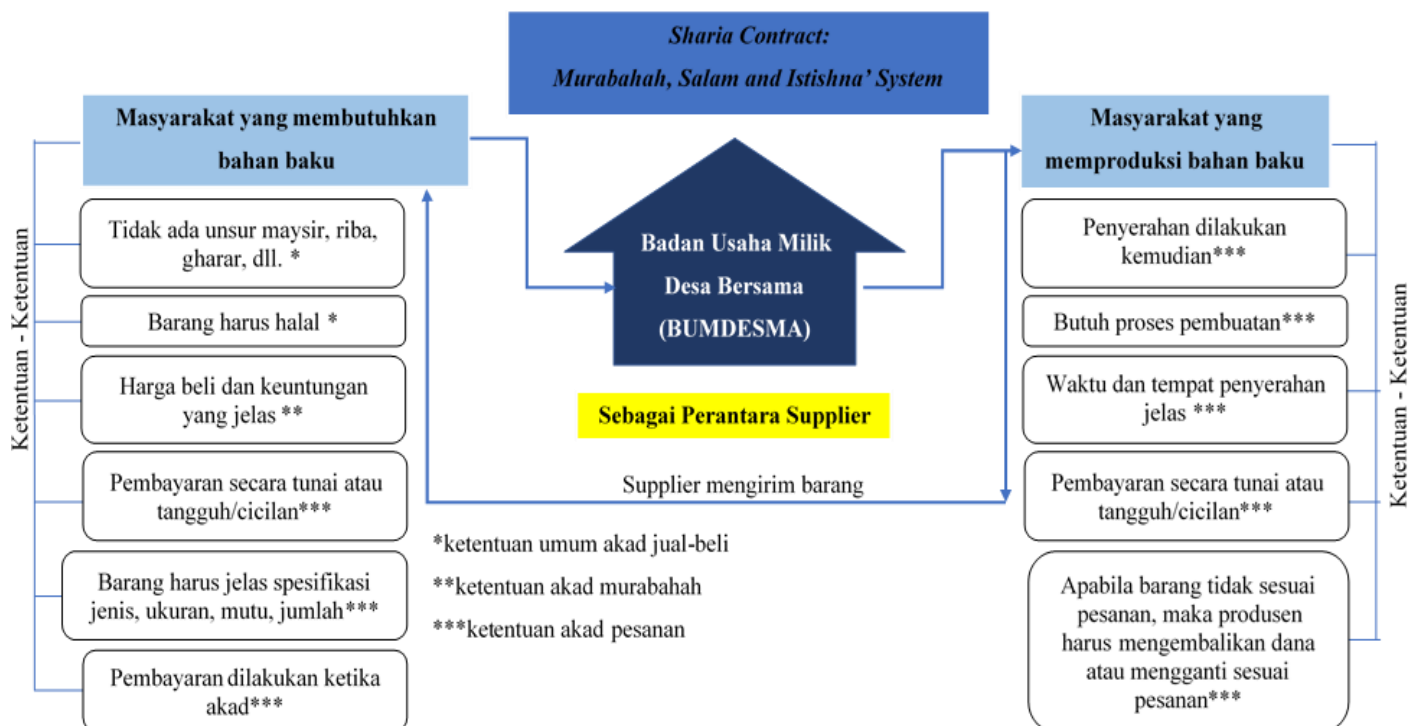 Sharia Contract:
Murabahah, Salam and Istishna’ System
Masyarakat yang membutuhkan
bahan baku
Masyarakat yang
memproduksi bahan baku
Badan Usaha Milik
Desa Bersama
(BUMDESMA)
Sebagai Perantara Supplier
Supplier mengirim barang
Ketentuan - Ketentuan
Tidak ada unsur maysir, riba,
gharar, dll. *
Barang harus halal *
Harga beli dan keuntungan
yang jelas **
Pembayaran secara tunai atau
tangguh/cicilan***
Barang harus jelas spesifikasi
jenis, ukuran, mutu, jumlah***
Pembayaran dilakukan ketika
akad***
*ketentuan umum akad jual-beli
**ketentuan akad murabahah
***ketentuan akad pesanan
Penyerahan dilakukan
kemudian***
Butuh proses pembuatan***
Waktu dan tempat penyerahan
jelas ***
Pembayaran secara tunai atau
tangguh/cicilan***
Apabila barang tidak sesuai
pesanan, maka produsen
harus mengembalikan dana
atau mengganti sesuai
pesanan***
Ketentuan - Ketentuan